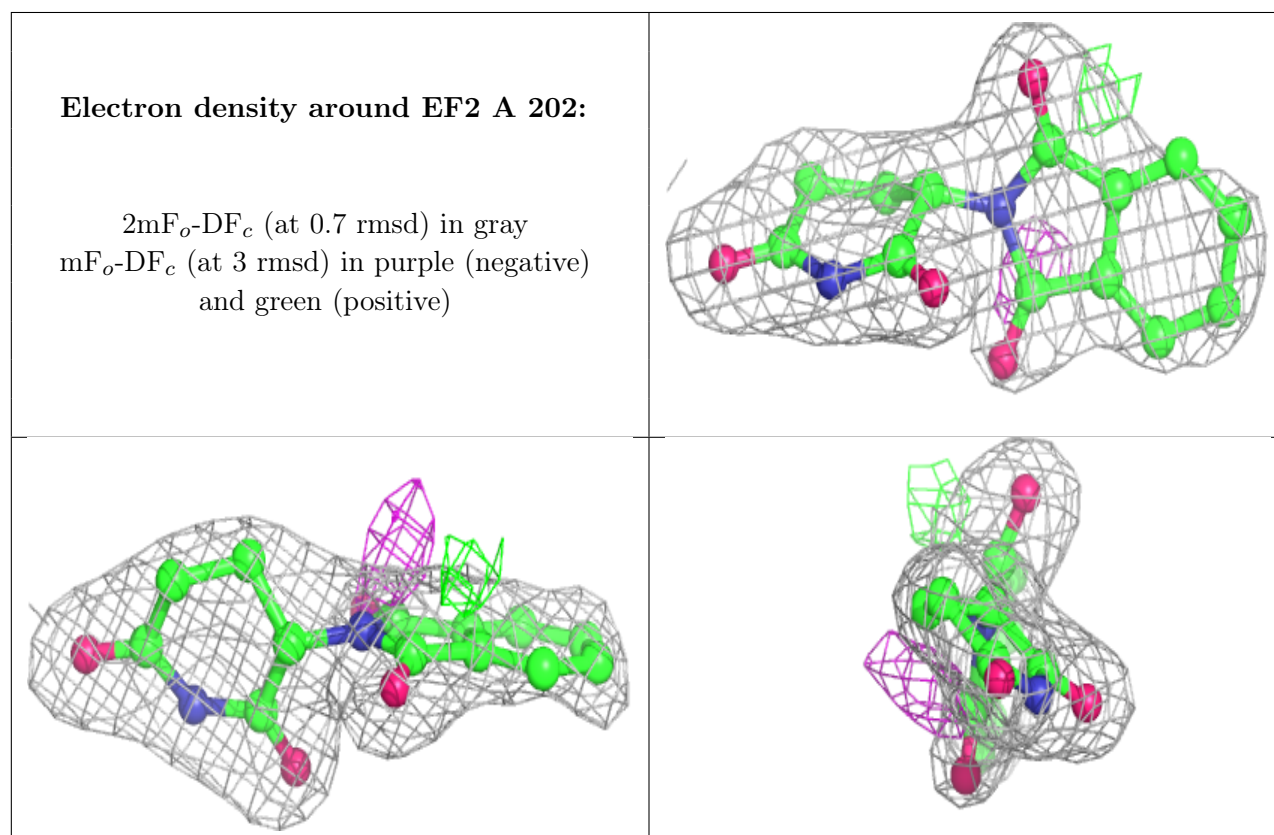 Electron density around EF2 A 202:
2mFo-DFc (at 0.7 rmsd) in gray
mFo-DFc (at 3 rmsd) in purple (negative)
and green (positive)